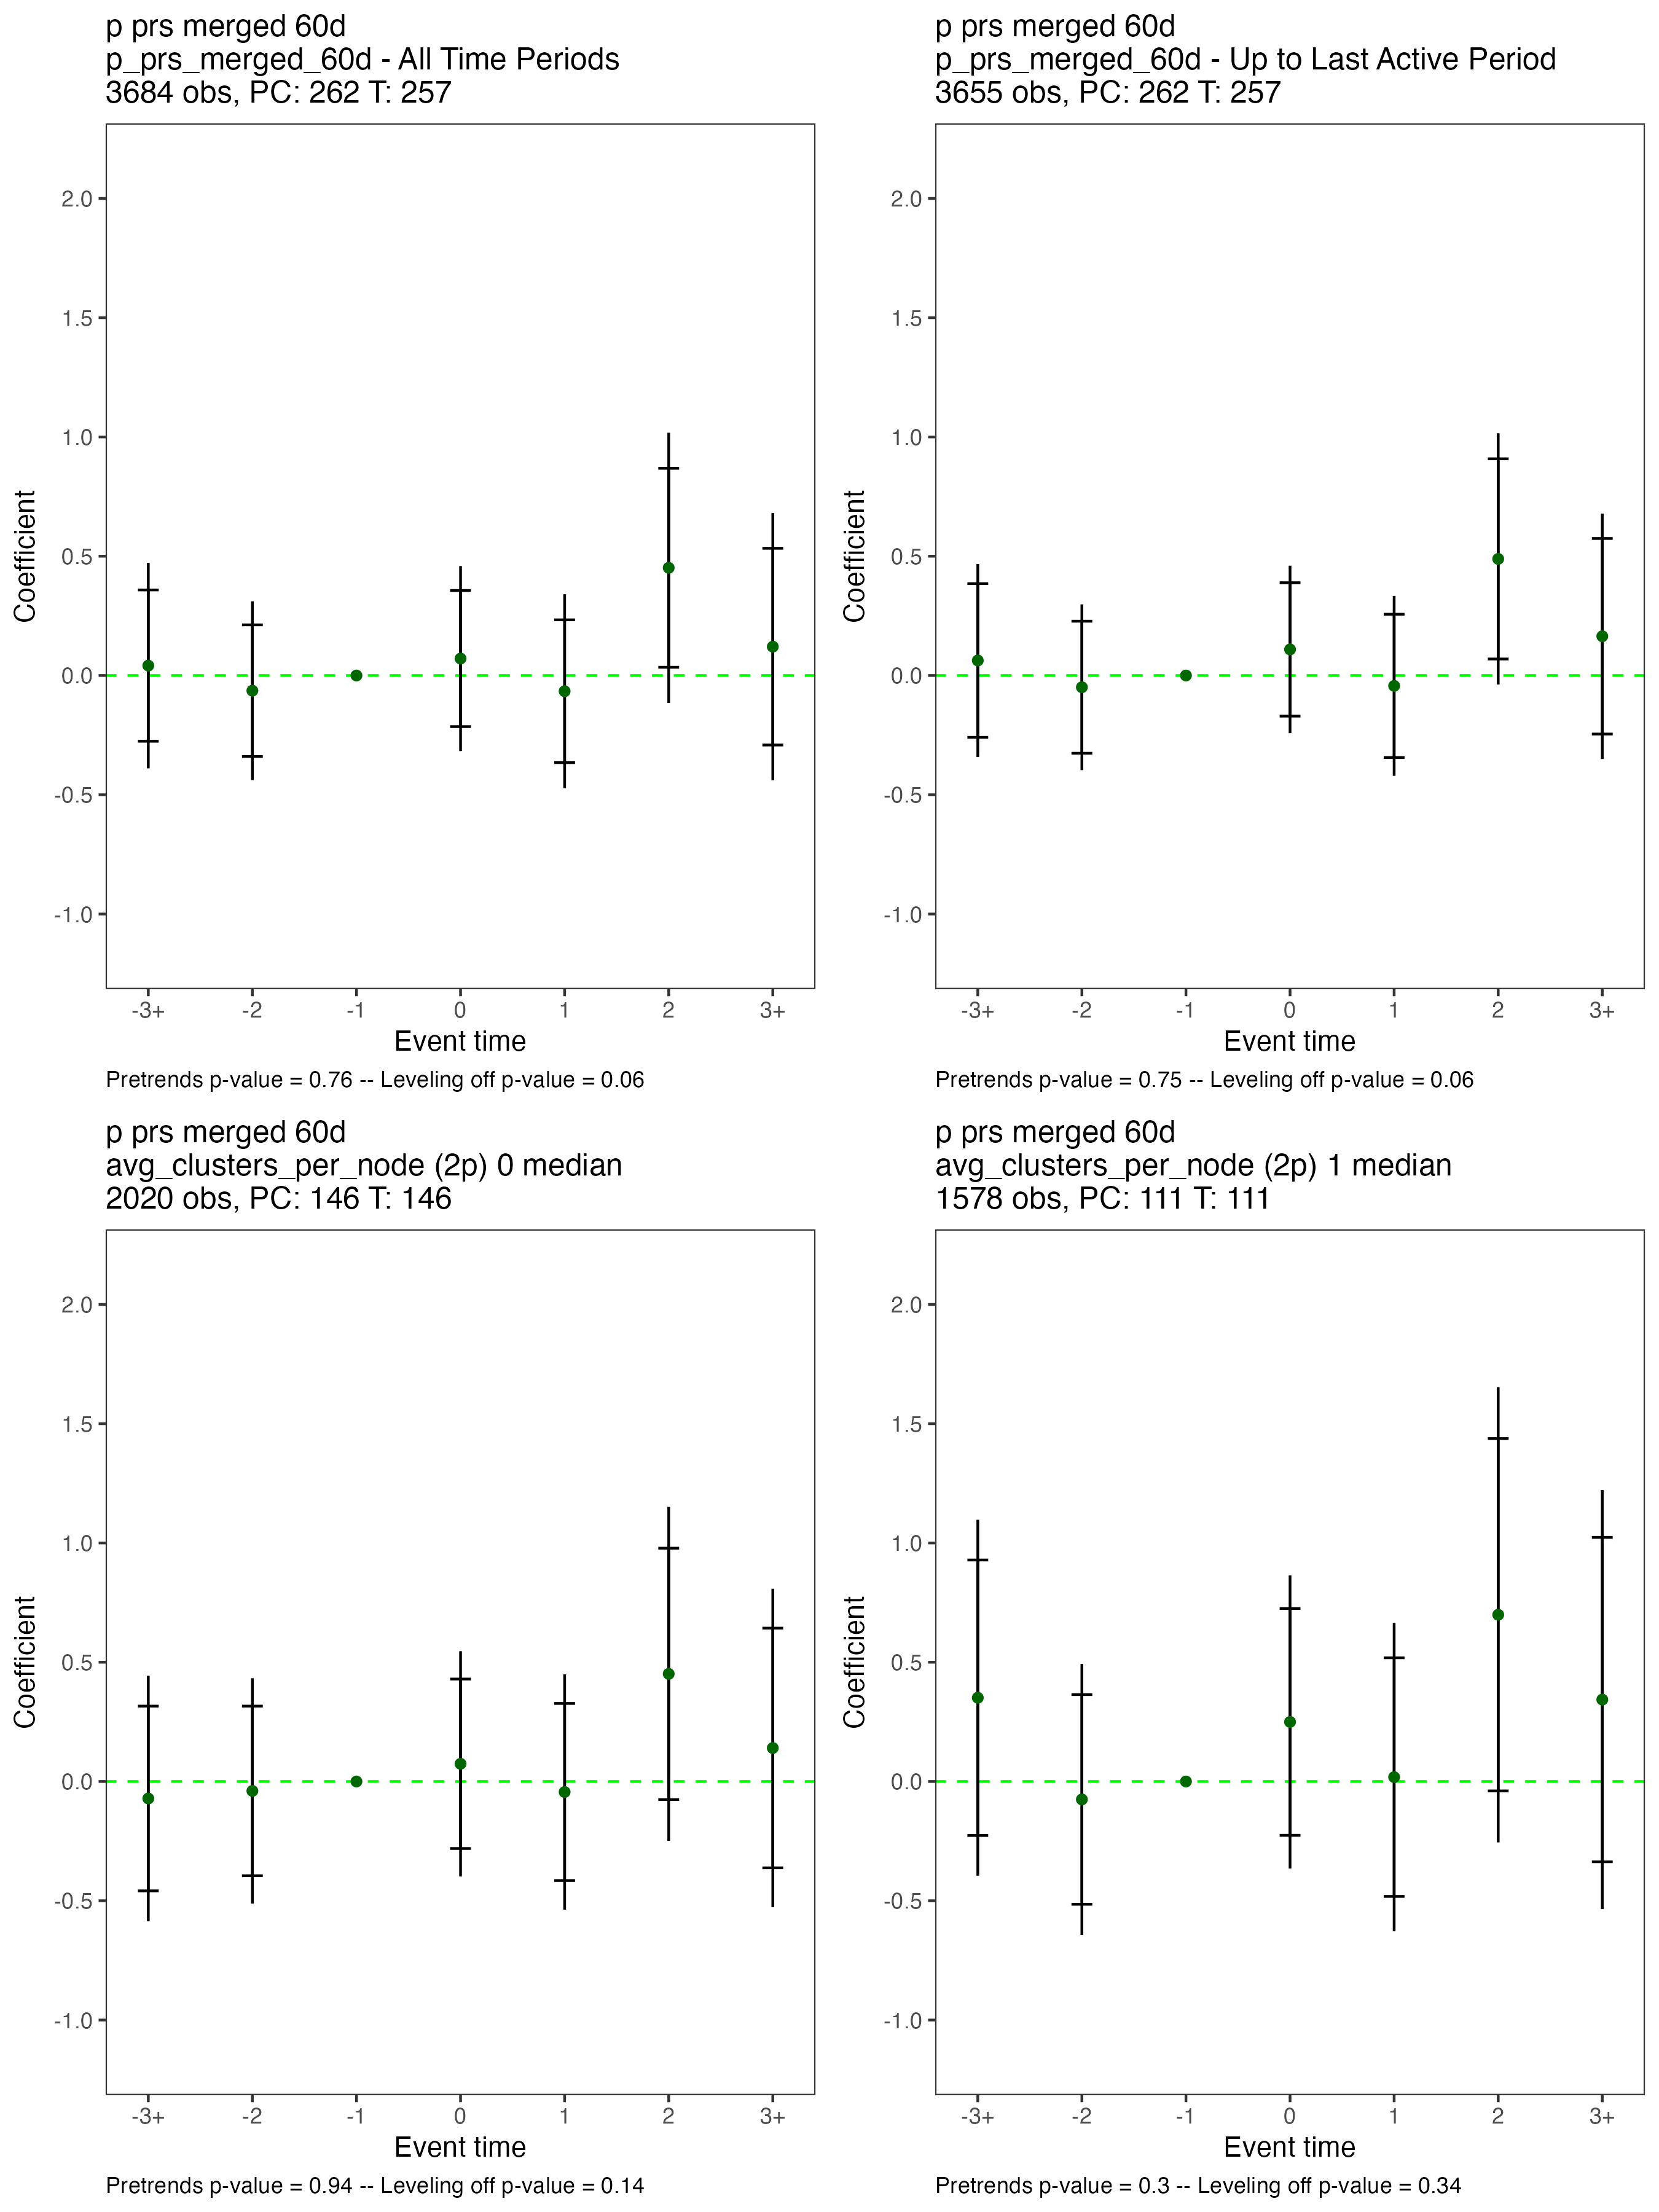 p prs merged 60d
p_prs_merged_60d - All Time Periods
3684 obs, PC: 262 T: 257
2.0
1.5
1.0
0.5
0.0
-0.5
-1.0
Coefficient
-3+ -2 -1 0 1 2 3+
Event time
Pretrends p-value = 0.76 -- Leveling off p-value = 0.06
p prs merged 60d
p_prs_merged_60d - Up to Last Active Period
3655 obs, PC: 262 T: 257
2.0
1.5
1.0
0.5
0.0
-0.5
-1.0
Coefficient
-3+ -2 -1 0 1 2 3+
Event time
Pretrends p-value = 0.75 -- Leveling off p-value = 0.06
p prs merged 60d
avg_clusters_per_node (2p) 0 median
2020 obs, PC: 146 T: 146
2.0
1.5
1.0
0.5
0.0
-0.5
-1.0
Coefficient
-3+ -2 -1 0 1 2 3+
Event time
Pretrends p-value = 0.94 -- Leveling off p-value = 0.14
p prs merged 60d
avg_clusters_per_node (2p) 1 median
1578 obs, PC: 111 T: 111
2.0
1.5
1.0
0.5
0.0
-0.5
-1.0
Coefficient
-3+ -2 -1 0 1 2 3+
Event time
Pretrends p-value = 0.3 -- Leveling off p-value = 0.34